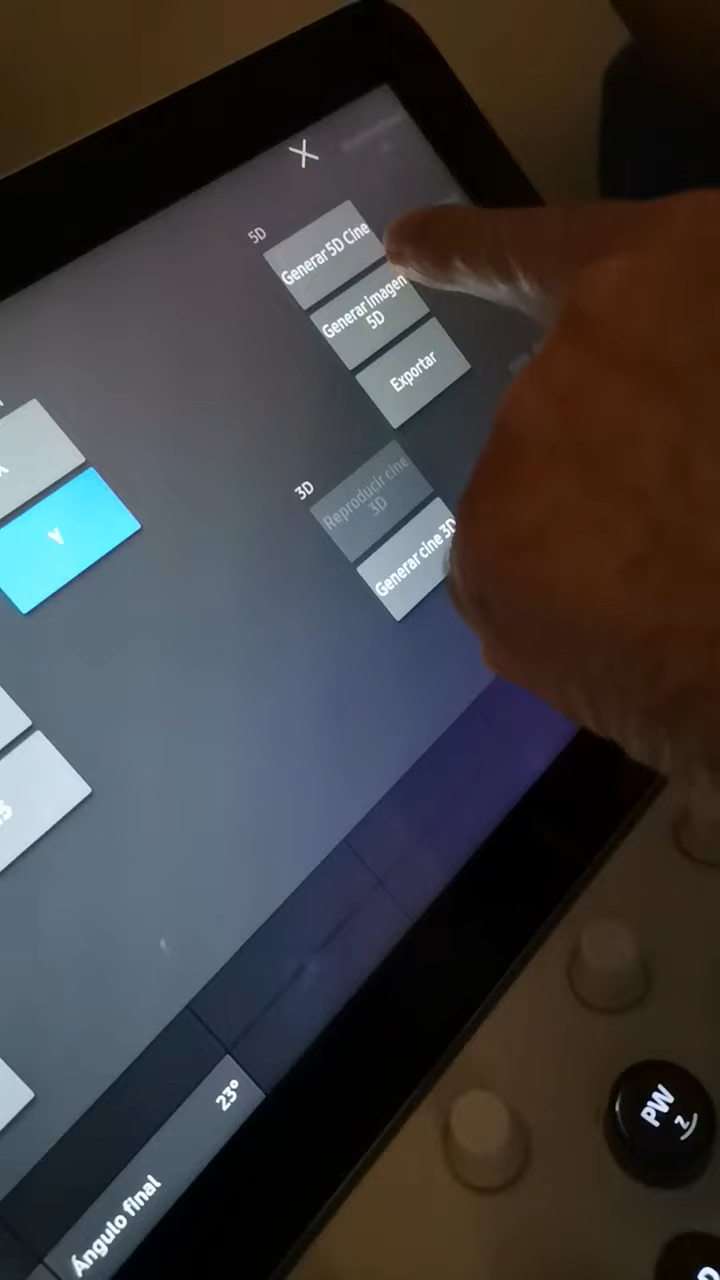 5D
Generar 5D Cine
Generar Imagen
5D
Exportar
3D
Reproducir cine
3D
Generar cine 3D
Y
23°
Ángulo final
PW
Z